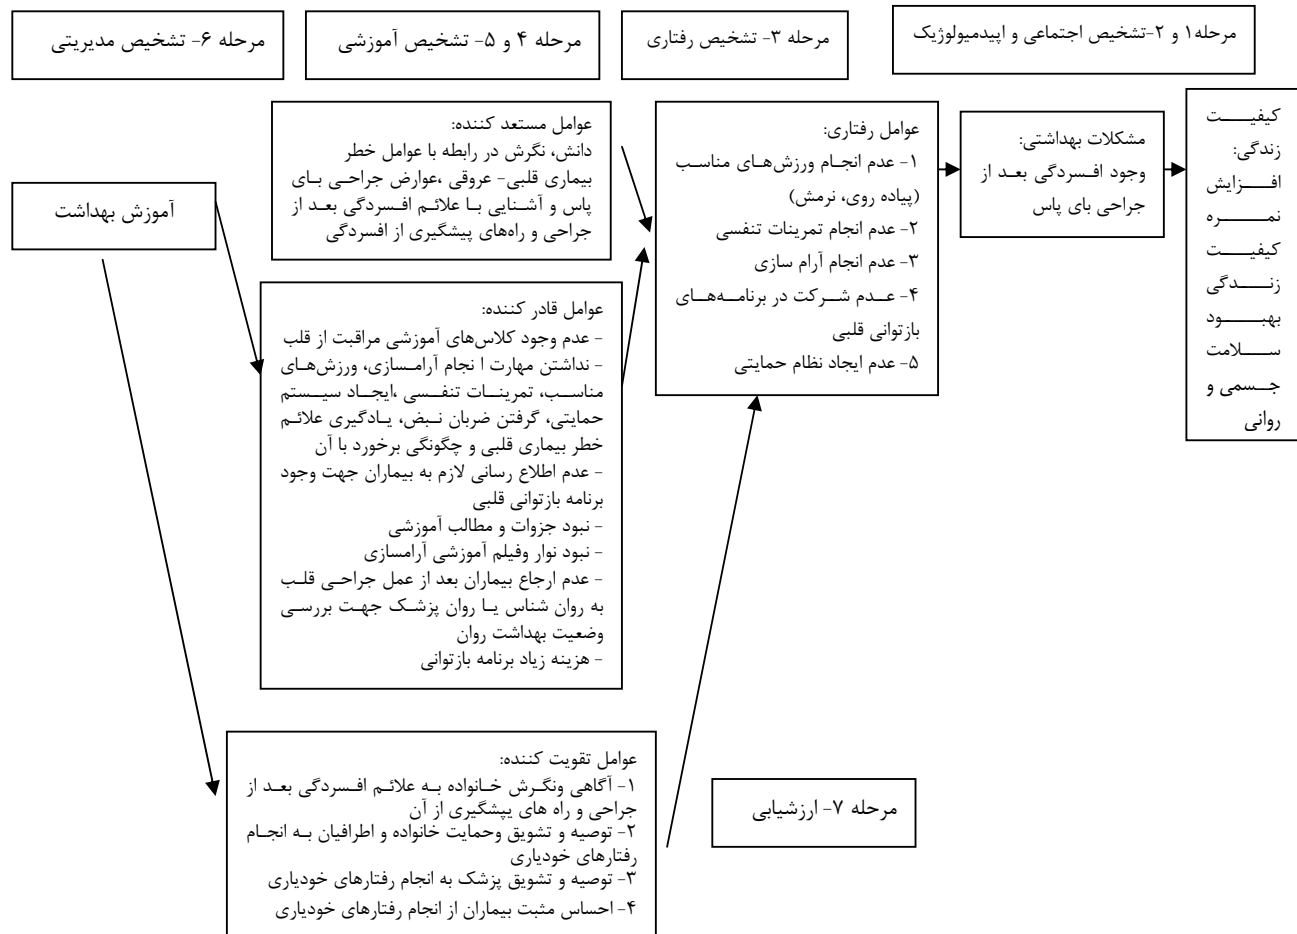 مرحله۱ و ۲-تشخیص اجتماعی و اپیدمیولوژیک
مرحله ۳- تشخیص رفتاری
مرحله ۴ و ۵- تشخیص آموزشی
مرحله ۶- تشخیص مدیریتی
کیفیت
زندگی:
افزایش
نمره
کیفیت
زندگی
بهبود
سلامت
جسمی و
روانی
مشکلات بهداشتی:
وجود افسردگی بعد از
جراحی بای پاس
عوامل رفتاری:
۱- عدم انجام ورزش‌های مناسب
(پیاده روی، نرمش)
۲- عدم انجام تمرینات تنفسی
۳- عدم انجام آرام سازی
۴- عدم شرکت در برنامه‌های
بازتوانی قلبی
۵- عدم ایجاد نظام حمایتی
عوامل مستعد کننده:
دانش، نگرش در رابطه با عوامل خطر
بیماری قلبی- عروقی ،عوارض جراحی بای
پاس و آشنایی با علائم افسردگی بعد از
جراحی و راه‌های پیشگیری از افسردگی
آموزش بهداشت
عوامل قادر کننده:
- عدم وجود کلاس‌های آموزشی مراقبت از قلب
- نداشتن مهارت ا نجام آرامسازی، ورزش‌های
مناسب، تمرینات تنفسی ،ایجاد سیستم
حمایتی، گرفتن ضربان نبض، یادگیری علائم
خطر بیماری قلبی و چگونگی برخورد با آن
- عدم اطلاع رسانی لازم به بیماران جهت وجود
برنامه بازتوانی قلبی
- نبود جزوات و مطالب آموزشی
- نبود نوار وفیلم آموزشی آرامسازی
- عدم ارجاع بیماران بعد از عمل جراحی قلب
به روان شناس یا روان پزشک جهت بررسی
وضعیت بهداشت روان
- هزینه زیاد برنامه بازتوانی
عوامل تقویت کننده:
۱- آگاهی ونگرش خانواده به علائم افسردگی بعد از
جراحی و راه های پیشگیری از آن
۲- توصیه و تشویق وحمایت خانواده و اطرافیان به انجام
رفتارهای خودیاری
۳- توصیه و تشویق پزشک به انجام رفتارهای خودیاری
۴- احساس مثبت بیماران از انجام رفتارهای خودیاری
مرحله ۷- ارزشیابی